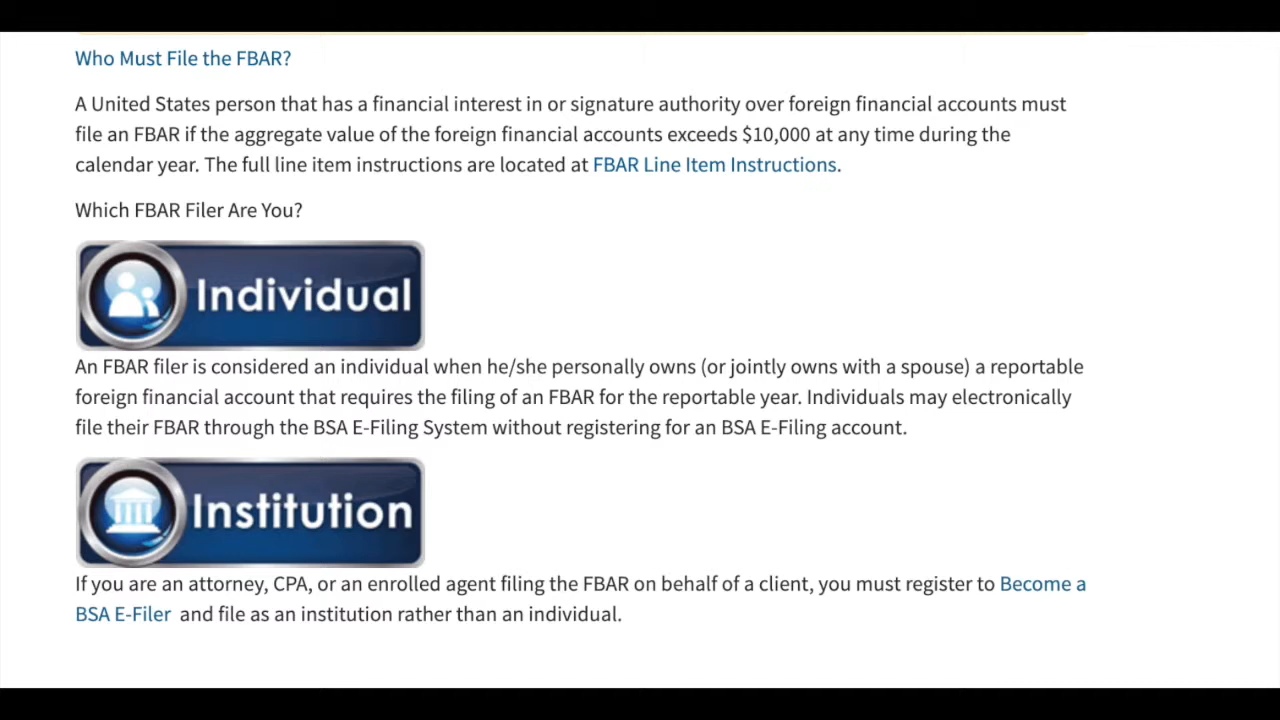 Who Must File the FBAR?
A United States person that has a financial interest in or signature authority over foreign financial accounts must
file an FBAR if the aggregate value of the foreign financial accounts exceeds $10,000 at any time during the
calendar year. The full line item instructions are located at FBAR Line Item Instructions.
Which FBAR Filer Are You?
Individual
An FBAR filer is considered an individual when he/she personally owns (or jointly owns with a spouse) a reportable
foreign financial account that requires the filing of an FBAR for the reportable year. Individuals may electronically
file their FBAR through the BSA E-Filing System without registering for an BSA E-Filing account.
Institution
If you are an attorney, CPA, or an enrolled agent filing the FBAR on behalf of a client, you must register to Become a
BSA E-Filer and file as an institution rather than an individual.